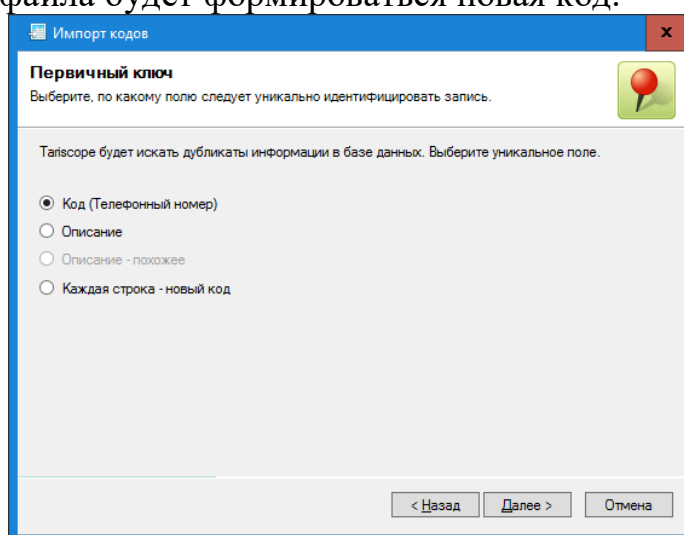 файла будет формироваться новая код.
Импорт кодов
x
Первичный ключ
Выберите, по какому полю следует уникально идентифицировать запись.
Tariscope будет искать дубликаты информации в базе данных. Выберите уникальное поле.
Код (Телефонный номер)
Описание
Описание - похожее
Каждая строка - новый код
< Назад Далее > Отмена